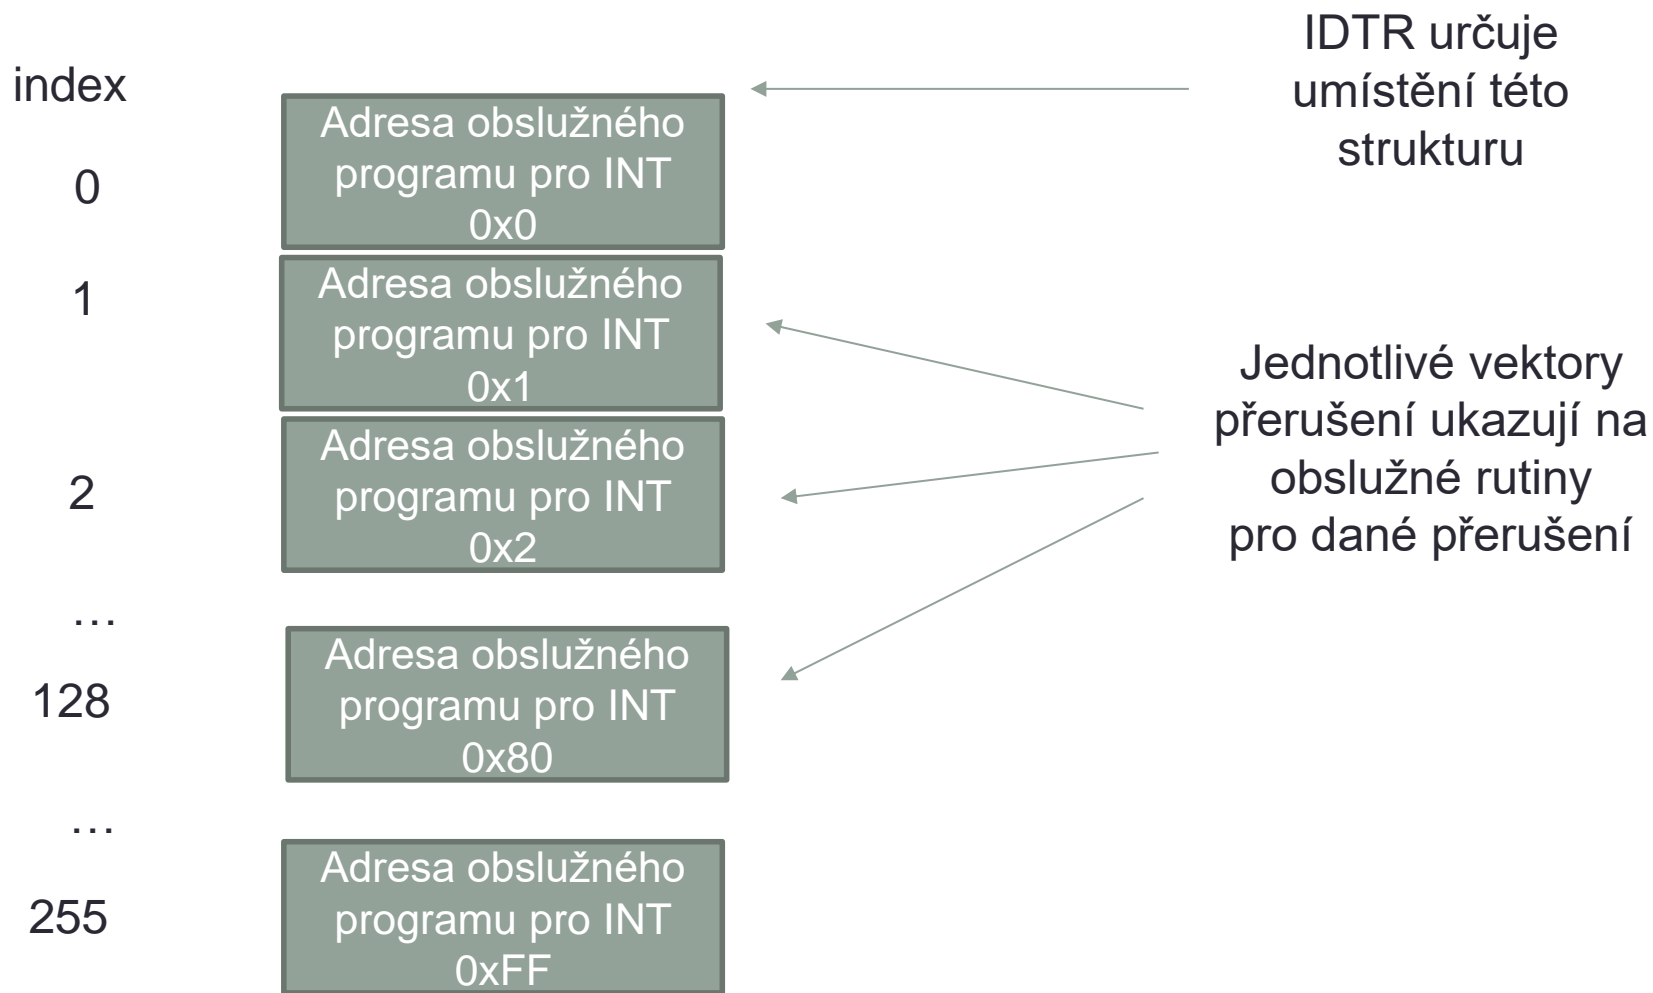 index
0
1
2
…
128
…
255
Adresa obslužného
programu pro INT
0x0
Adresa obslužného
programu pro INT
0x1
Adresa obslužného
programu pro INT
0x2
Adresa obslužného
programu pro INT
0x80
Adresa obslužného
programu pro INT
0xFF
IDTR určuje
umístění této
strukturu
Jednotlivé vektory
přerušení ukazují na
obslužné rutiny
pro dané přerušení